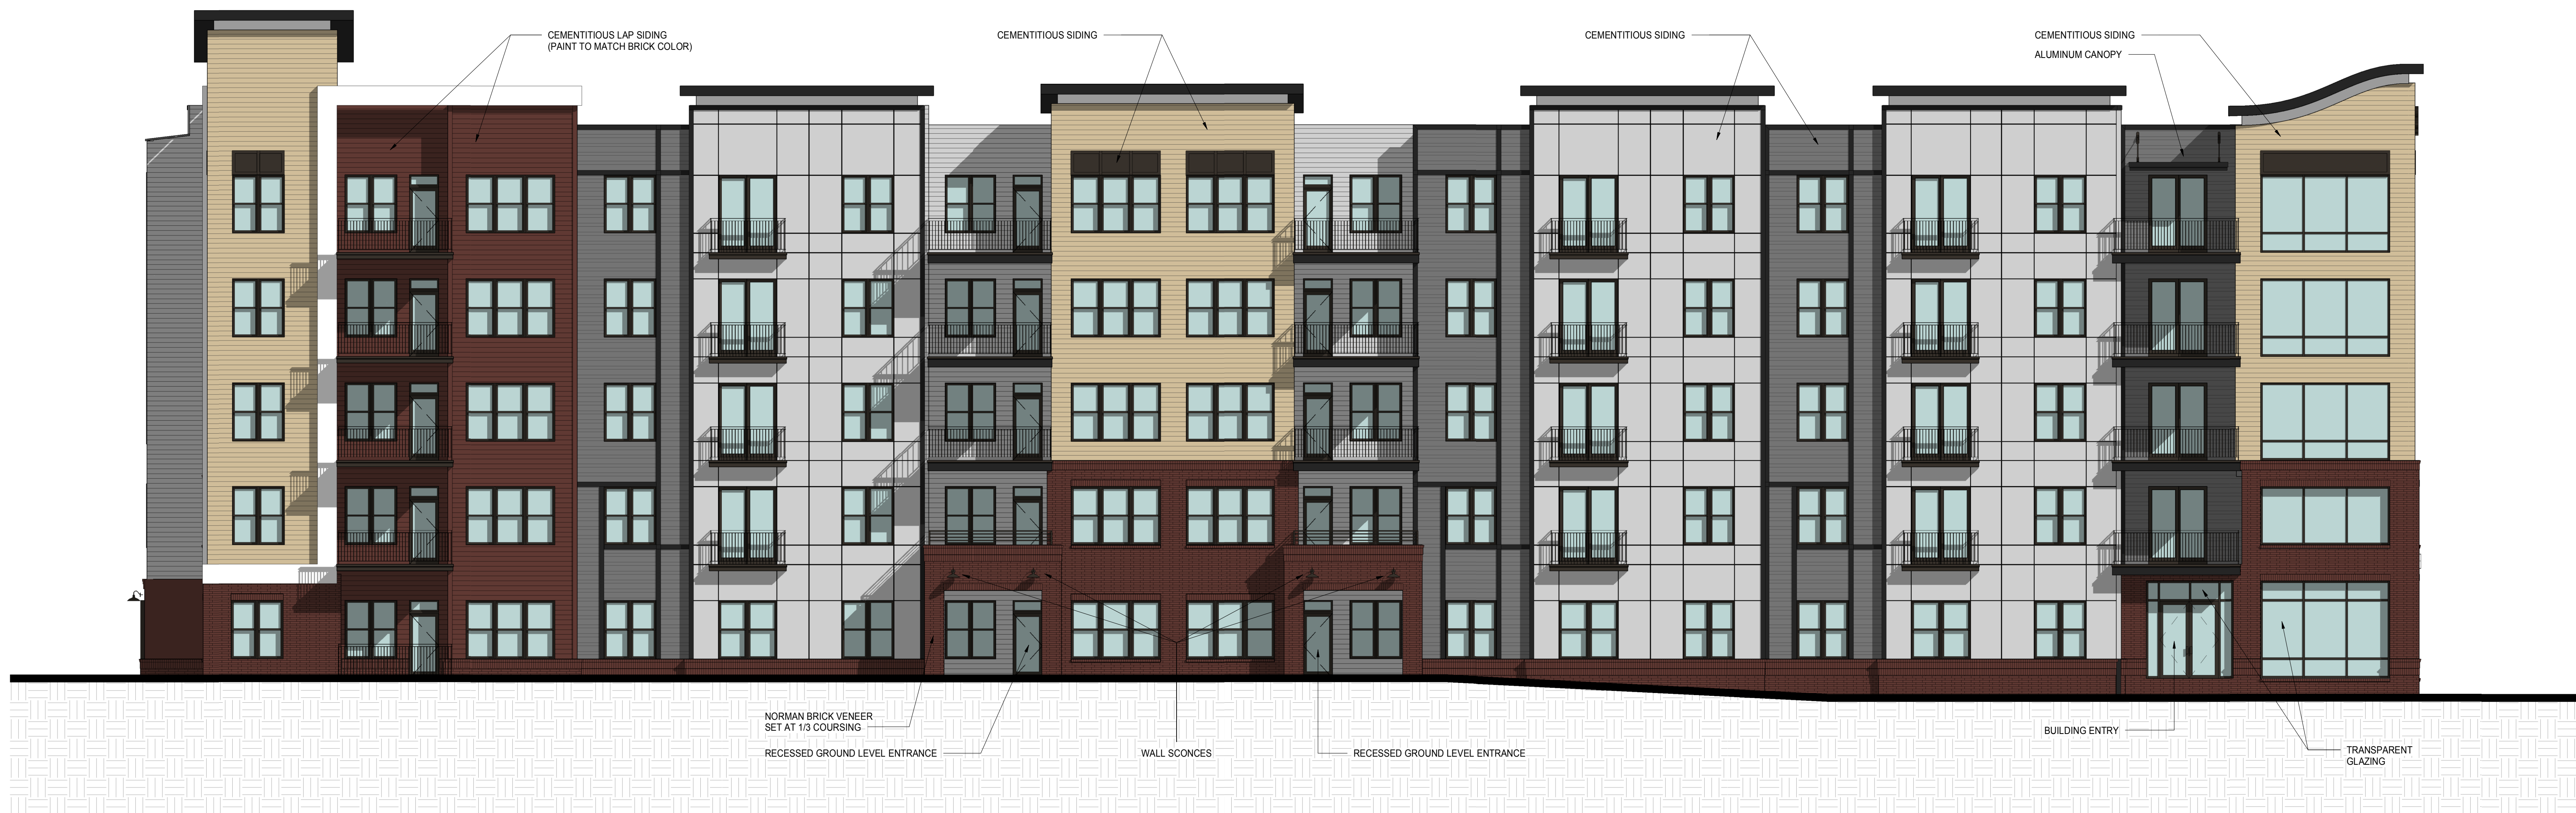 CEMENTITIOUS LAP SIDING
(PAINT TO MATCH BRICK COLOR)
CEMENTITIOUS SIDING
CEMENTITIOUS SIDING
CEMENTITIOUS SIDING
ALUMINUM CANOPY
NORMAN BRICK VENEER
SET AT 1/3 COURSING
RECESSED GROUND LEVEL ENTRANCE
WALL SCONCES
RECESSED GROUND LEVEL ENTRANCE
BUILDING ENTRY
TRANSPARENT
GLAZING